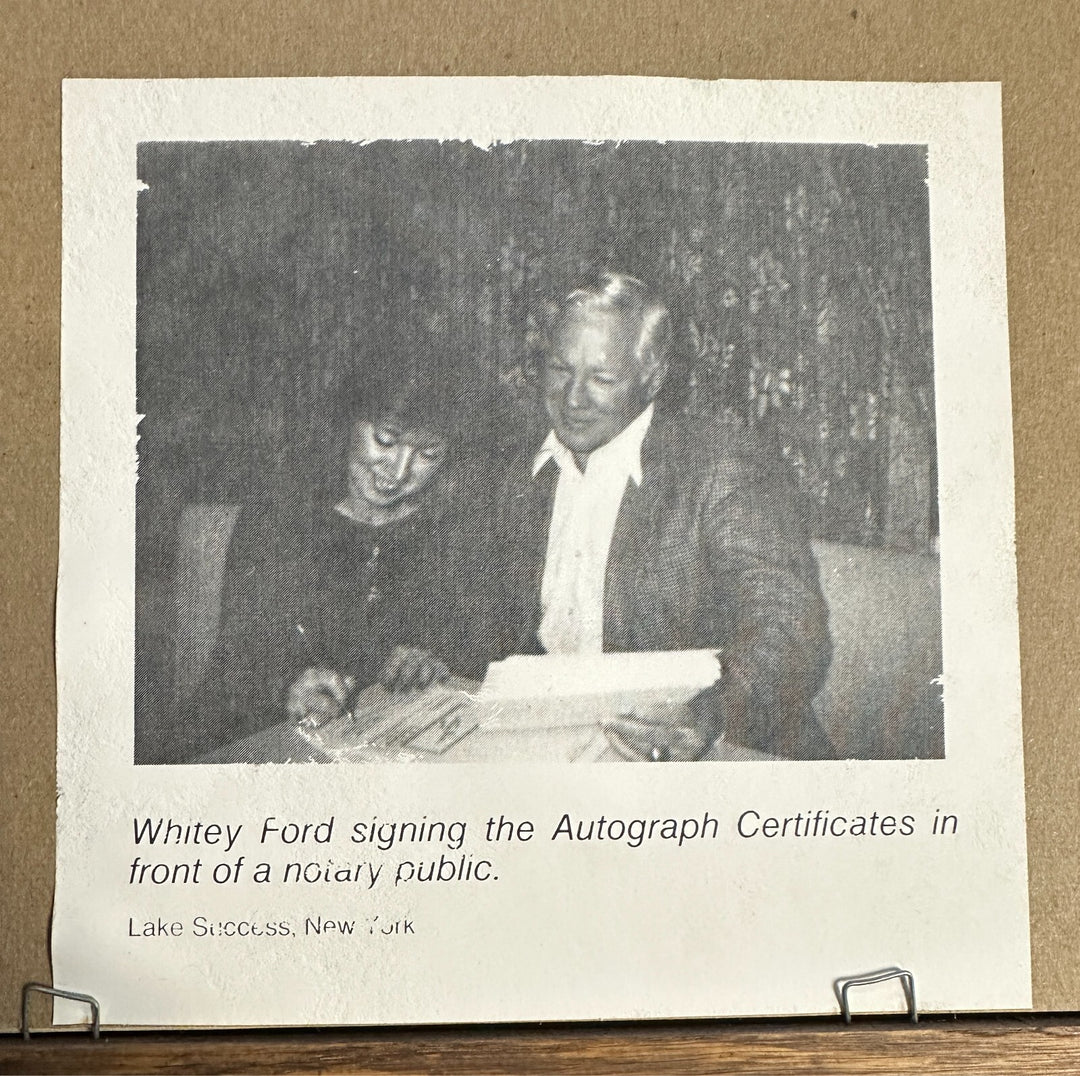 Whitey Ford signing the Autograph Certificates in
front of a notary public.
Lake Success, New York